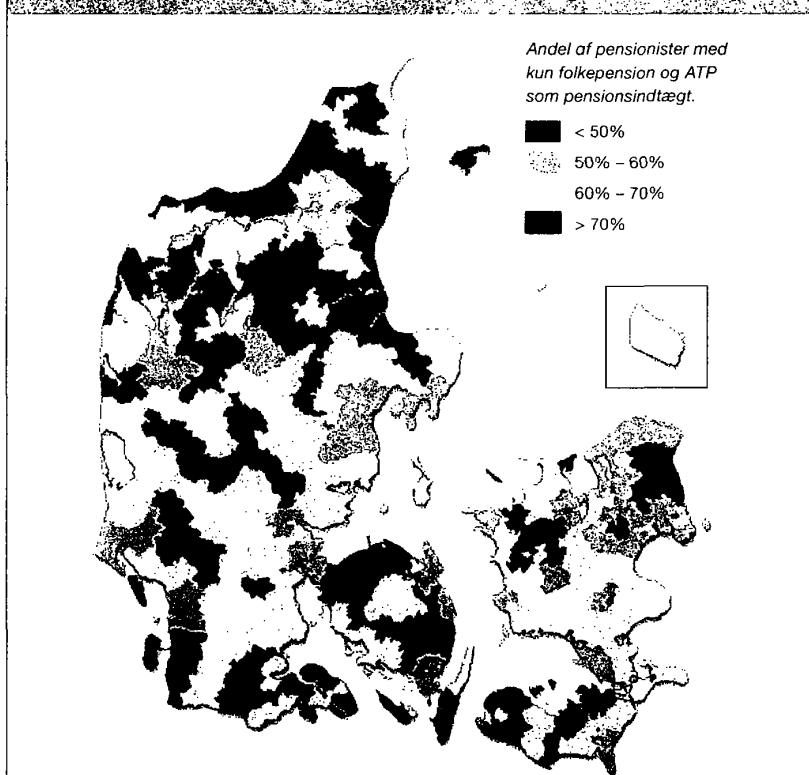 Andel af pensionister med
kun folkepension og ATP
som pensionsindtægt.
< 50%
50% – 60%
60% – 70%
> 70%